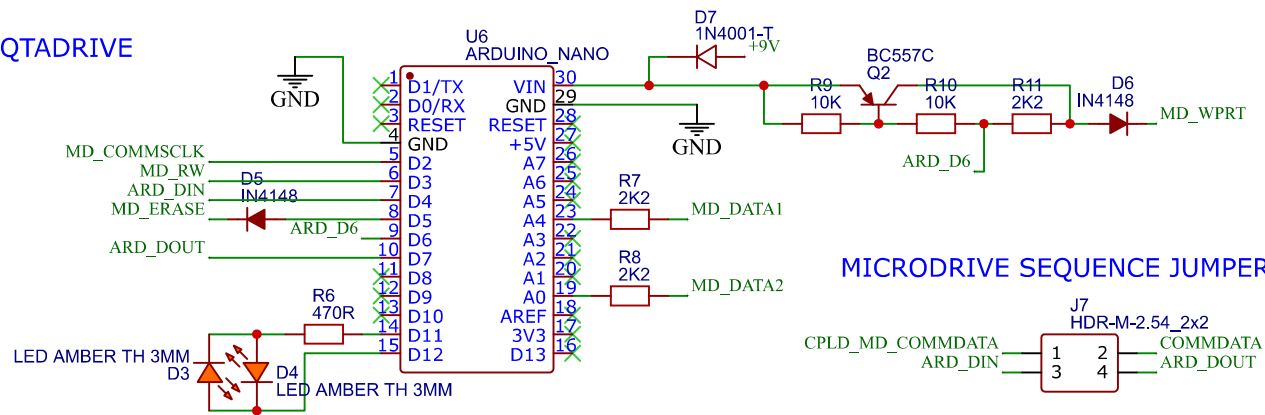 QTADRIVE
U6
ARDUINO_NANO
GND
1
D1/TX
2
D0/RX
3
RESET
4
GND
5
D2
6
D3
7
D4
8
D5
9
D6
10
D7
11
D8
12
D9
13
D10
14
D11
15
D12
VIN
30
GND
29
RESET
28
+5V
27
A7
26
A6
25
A5
24
A4
23
A3
22
A2
21
A1
20
A0
19
AREF
18
3V3
17
D13
16
MD_COMMSCLK
MD_RW
ARD_DIN
MD_ERASE
D5
IN4148
ARD_D6
ARD_DOUT
R6
470R
LED AMBER TH 3MM
D3
D4
LED AMBER TH 3MM
D7
1N4001-T
+9V
GND
BC557C
Q2
R9
10K
R10
10K
R11
2K2
D6
IN4148
MD_WPRT
ARD_D6
R7
2K2
MD_DATA1
R8
2K2
MD_DATA2
MICRODRIVE SEQUENCE JUMPER
J7
HDR-M-2.54_2x2
CPLD_MD_COMMDATA
1
2
COMMDATA
ARD_DIN
3
4
ARD_DOUT